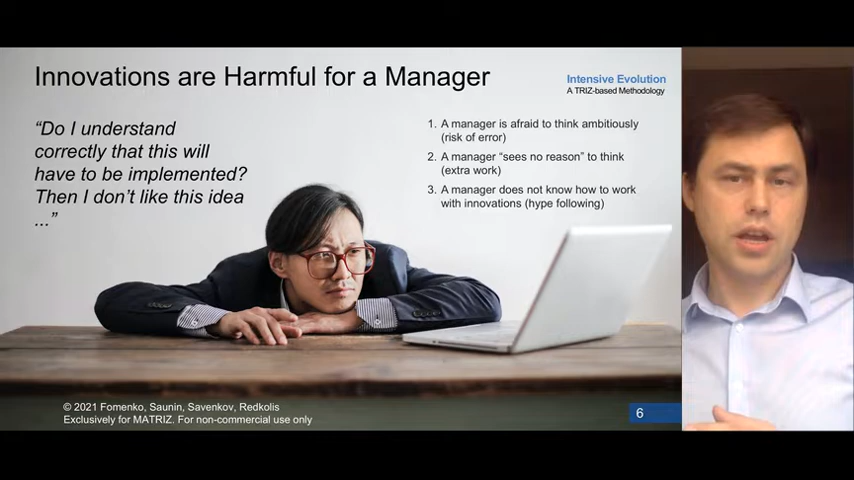 Innovations are Harmful for a Manager
Intensive Evolution
A TRIZ-based Methodology
“Do I understand
correctly that this will
have to be implemented?
Then I don’t like this idea
...”
1. A manager is afraid to think ambitiously
(risk of error)
2. A manager “sees no reason” to think
(extra work)
3. A manager does not know how to work
with innovations (hype following)
© 2021 Fomenko, Saunin, Savenkov, Redkolis
Exclusively for MATRIZ. For non-commercial use only
6